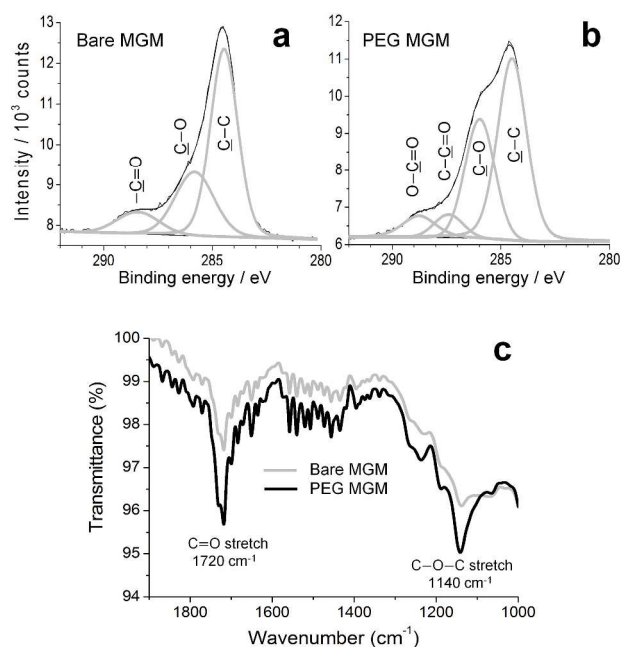 Bare MGM
a
PEG MGM
b
Intensity / 10³ counts
13
12
11
10
9
8
12
11
10
9
8
7
6
–C=O
C–O
C–C
O–C=O
C–C=O
C–O
C–C
290
285
280
290
285
280
Binding energy / eV
Binding energy / eV
c
Transmittance (%)
100
99
98
97
96
95
94
Bare MGM
PEG MGM
C=O stretch
1720 cm⁻¹
C–O–C stretch
1140 cm⁻¹
1800
1600
1400
1200
1000
Wavenumber (cm⁻¹)